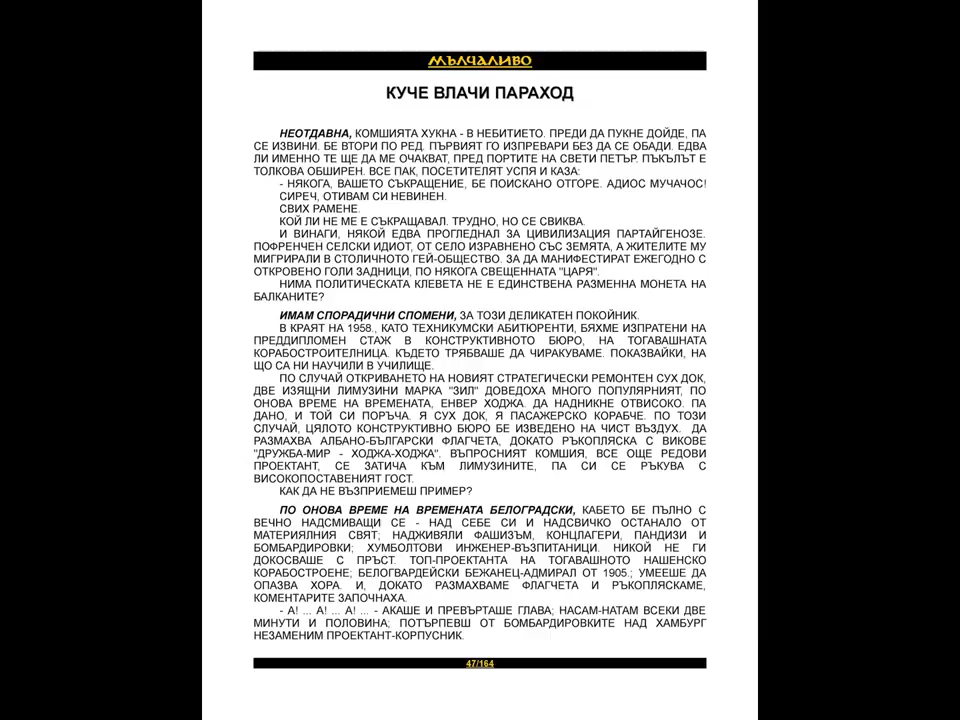 МЪЛЧАЛИВО
КУЧЕ ВЛАЧИ ПАРАХОД
НЕОТДАВНА, КОМШИЯТА ХУКНА - В НЕБИТИЕТО. ПРЕДИ ДА ПУКНЕ ДОЙДЕ, ПА
СЕ ИЗВИНИ. БЕ ВТОРИ ПО РЕД. ПЪРВИЯТ ГО ИЗПРЕВАРИ БЕЗ ДА СЕ ОБАДИ. ЕДВА
ЛИ ИМЕННО ТЕ ЩЕ ДА МЕ ОЧАКВАТ, ПРЕД ПОРТИТЕ НА СВЕТИ ПЕТЪР. ПЪКЪЛЪТ Е
ТОЛКОВА ОБШИРЕН. ВСЕ ПАК, ПОСЕТИТЕЛЯТ УСПЯ И КАЗА:
- НЯКОГА, ВАШЕТО СЪКРАЩЕНИЕ, БЕ ПОИСКАНО ОТГОРЕ. АДИОС МУЧАЧОС!
СИРЕЧ, ОТИВАМ СИ НЕВИНЕН.
СВИХ РАМЕНЕ.
КОЙ ЛИ НЕ МЕ Е СЪКРАЩАВАЛ. ТРУДНО, НО СЕ СВИКВА.
И ВИНАГИ, НЯКОЙ ЕДВА ПРОГЛЕДНАЛ ЗА ЦИВИЛИЗАЦИЯ ПАРТАЙГЕНОЗЕ.
ПОФРЕНЧЕН СЕЛСКИ ИДИОТ, ОТ СЕЛО ИЗРАВНЕНО СЪС ЗЕМЯТА, А ЖИТЕЛИТЕ МУ
МИГРИРАЛИ В СТОЛИЧНОТО ГЕЙ-ОБЩЕСТВО. ЗА ДА МАНИФЕСТИРАТ ЕЖЕГОДНО С
ОТКРОВЕНО ГОЛИ ЗАДНИЦИ, ПО НЯКОГА СВЕЩЕННАТА "ЦАРЯ".
НИМА ПОЛИТИЧЕСКАТА КЛЕВЕТА НЕ Е ЕДИНСТВЕНА РАЗМЕННА МОНЕТА НА
БАЛКАНИТЕ?
ИМАМ СПОРАДИЧНИ СПОМЕНИ, ЗА ТОЗИ ДЕЛИКАТЕН ПОКОЙНИК.
В КРАЯТ НА 1958., КАТО ТЕХНИКУМСКИ АБИТЮРЕНТИ, БЯХМЕ ИЗПРАТЕНИ НА
ПРЕДДИПЛОМЕН СТАЖ В КОНСТРУКТИВНОТО БЮРО, НА ТОГАВАШНАТА
КОРАБОСТРОИТЕЛНИЦА. КЪДЕТО ТРЯБВАШЕ ДА ЧИРАКУВАМЕ. ПОКАЗВАЙКИ, НА
ЩО СА НИ НАУЧИЛИ В УЧИЛИЩЕ.
ПО СЛУЧАЙ ОТКРИВАНЕТО НА НОВИЯТ СТРАТЕГИЧЕСКИ РЕМОНТЕН СУХ ДОК,
ДВЕ ИЗЯЩНИ ЛИМУЗИНИ МАРКА "ЗИЛ" ДОВЕДОХА МНОГО ПОПУЛЯРНИЯТ, ПО
ОНОВА ВРЕМЕ НА ВРЕМЕНАТА, ЕНВЕР ХОДЖА. ДА НАДНИКНЕ ОТВИСОКО. ПА
ДАНО, И ТОЙ СИ ПОРЪЧА. Я СУХ ДОК, Я ПАСАЖЕРСКО КОРАБЧЕ. ПО ТОЗИ
СЛУЧАЙ, ЦЯЛОТО КОНСТРУКТИВНО БЮРО БЕ ИЗВЕДЕНО НА ЧИСТ ВЪЗДУХ. ДА
РАЗМАХВА АЛБАНО-БЪЛГАРСКИ ФЛАГЧЕТА, ДОКАТО РЪКОПЛЯСКА С ВИКОВЕ
"ДРУЖБА-МИР - ХОДЖА-ХОДЖА". ВЪПРОСНИЯТ КОМШИЯ, ВСЕ ОЩЕ РЕДОВИ
ПРОЕКТАНТ, СЕ ЗАТИЧА КЪМ ЛИМУЗИНИТЕ, ПА СИ СЕ РЪКУВА С
ВИСОКОПОСТАВЕНИЯТ ГОСТ.
КАК ДА НЕ ВЪЗПРИЕМЕШ ПРИМЕР?
ПО ОНОВА ВРЕМЕ НА ВРЕМЕНАТА БЕЛОГРАДСКИ, КАБЕТО БЕ ПЪЛНО С
ВЕЧНО НАДСМИВАЩИ СЕ - НАД СЕБЕ СИ И НАДСВИЧКО ОСТАНАЛО ОТ
МАТЕРИЯЛНИЯ СВЯТ; НАДЖИВЯЛИ ФАШИЗЪМ, КОНЦЛАГЕРИ, ПАНДИЗИ И
БОМБАРДИРОВКИ; ХУМБОЛТОВИ ИНЖЕНЕР-ВЪЗПИТАНИЦИ. НИКОЙ НЕ ГИ
ДОКОСВАШЕ С ПРЪСТ. ТОП-ПРОЕКТАНТА НА ТОГАВАШНОТО НАШЕНСКО
КОРАБОСТРОЕНЕ; БЕЛОГВАРДЕЙСКИ БЕЖАНЕЦ-АДМИРАЛ ОТ 1905.; УМЕЕШЕ ДА
ОПАЗВА ХОРА. И, ДОКАТО РАЗМАХВАМЕ ФЛАГЧЕТА И РЪКОПЛЯСКАМЕ,
КОМЕНТАРИТЕ ЗАПОЧНАХА.
- А! ... А! ... А! ... - АКАШЕ И ПРЕВЪРТАШЕ ГЛАВА; НАСАМ-НАТАМ ВСЕКИ ДВЕ
МИНУТИ И ПОЛОВИНА; ПОТЪРПЕВШ ОТ БОМБАРДИРОВКИТЕ НАД ХАМБУРГ
НЕЗАМЕНИМ ПРОЕКТАНТ-КОРПУСНИК.
47/164